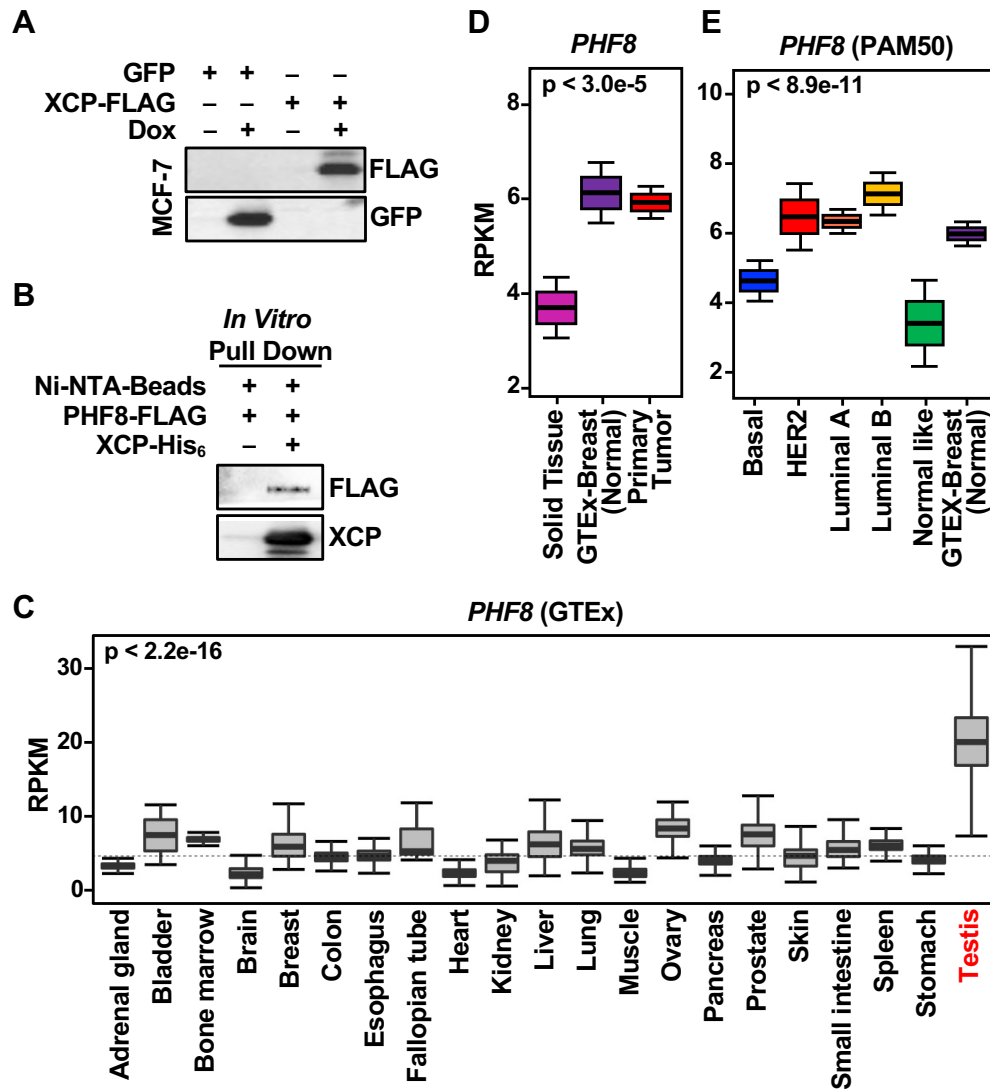 A
GFP + + – –
XCP-FLAG – – + +
Dox – + – +
MCF-7
FLAG
GFP
B
In Vitro
Pull Down
Ni-NTA-Beads + +
PHF8-FLAG + +
XCP-His₆ – +
FLAG
XCP
D
PHF8
p < 3.0e-5
RPKM
8
6
4
2
Solid Tissue
GTEx-Breast
(Normal)
Primary
Tumor
E
PHF8 (PAM50)
p < 8.9e-11
10
8
6
4
2
Basal
HER2
Luminal A
Luminal B
Normal like
GTEX-Breast
(Normal)
C
PHF8 (GTEx)
p < 2.2e-16
RPKM
30
20
10
0
Adrenal gland
Bladder
Bone marrow
Brain
Breast
Colon
Esophagus
Fallopian tube
Heart
Kidney
Liver
Lung
Muscle
Ovary
Pancreas
Prostate
Skin
Small intestine
Spleen
Stomach
Testis